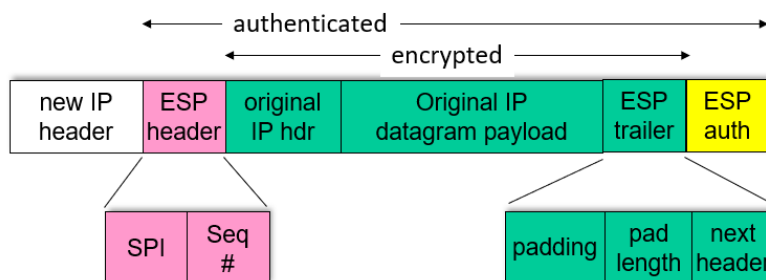 authenticated
encrypted
new IP
header
ESP
header
original
IP hdr
Original IP
datagram payload
ESP
trailer
ESP
auth
SPI
Seq
#
padding
pad
length
next
header